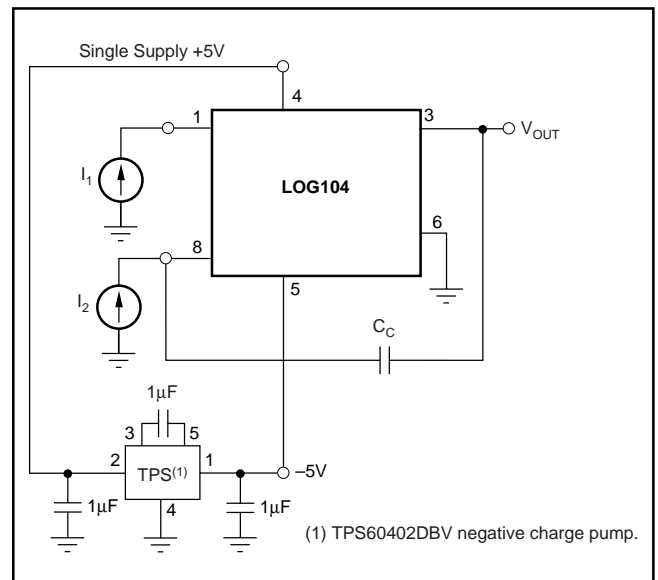 Single Supply +5V
4
1
3
V_OUT
I_1
LOG104
6
8
I_2
5
C_C
1μF
3
5
2
TPS(1)
1
–5V
1μF
4
1μF
(1) TPS60402DBV negative charge pump.